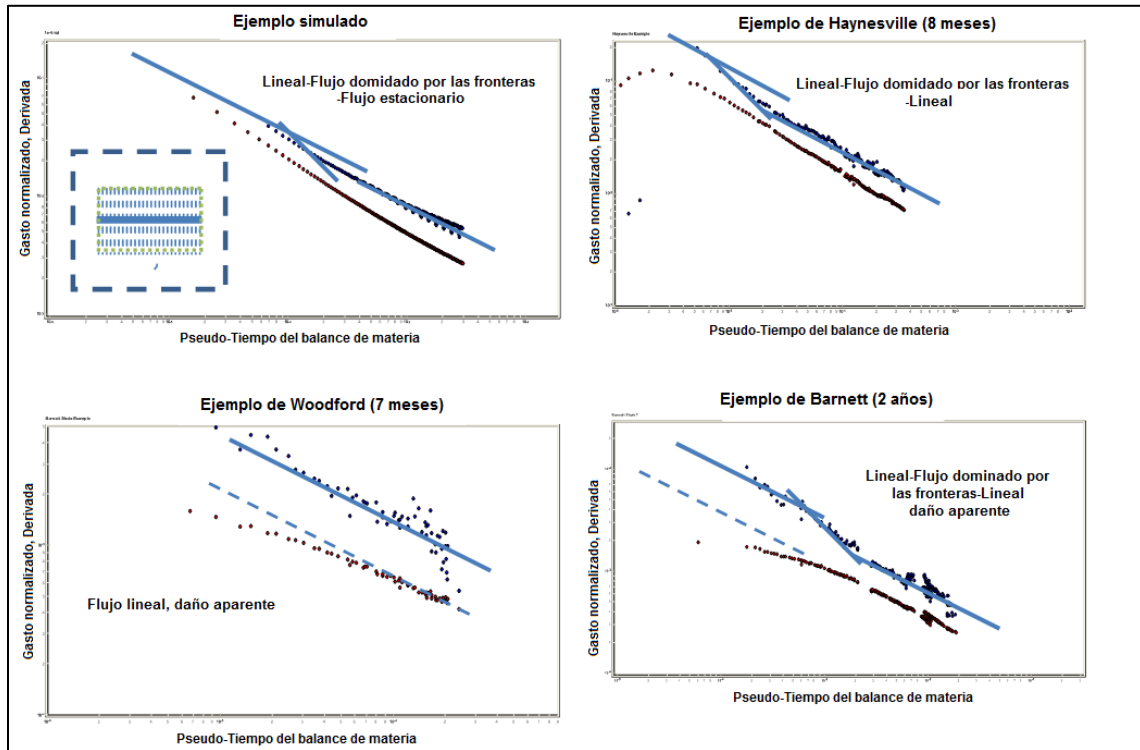 Ejemplo simulado
Lineal-Flujo domidado por las fronteras
-Flujo estacionario
Gasto normalizado, Derivada
Pseudo-Tiempo del balance de materia
Ejemplo de Haynesville (8 meses)
Haynesville Example
Lineal-Flujo domidado por las fronteras
-Lineal
Gasto normalizado, Derivada
Pseudo-Tiempo del balance de materia
Ejemplo de Woodford (7 meses)
Flujo lineal, daño aparente
Gasto normalizado, Derivada
Pseudo-Tiempo del balance de materia
Ejemplo de Barnett (2 años)
Lineal-Flujo dominado por
las fronteras-Lineal
daño aparente
Gasto normalizado, Derivada
Pseudo-Tiempo del balance de materia